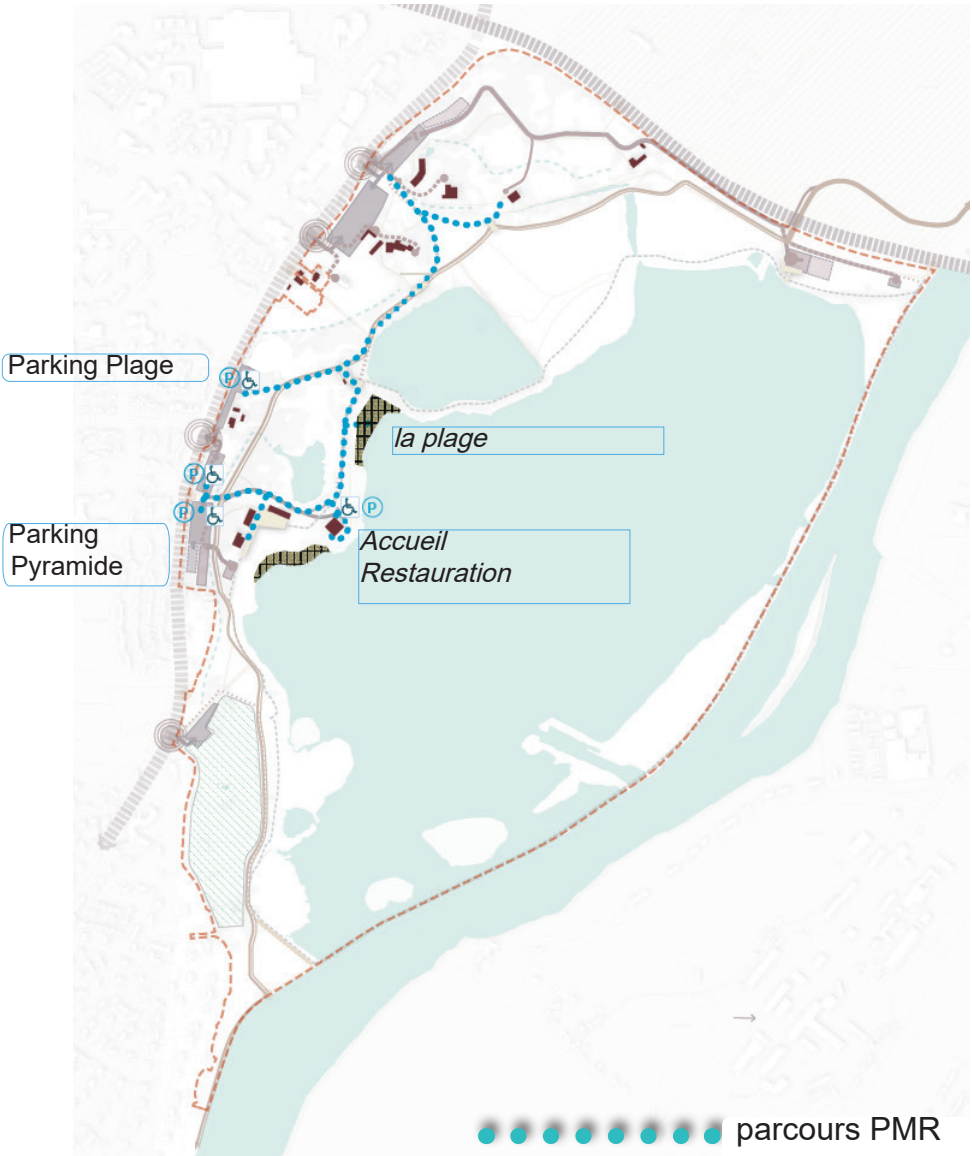 Parking Plage
P
la plage
P
P
P
Parking
Pyramide
Accueil
Restauration
parcours PMR